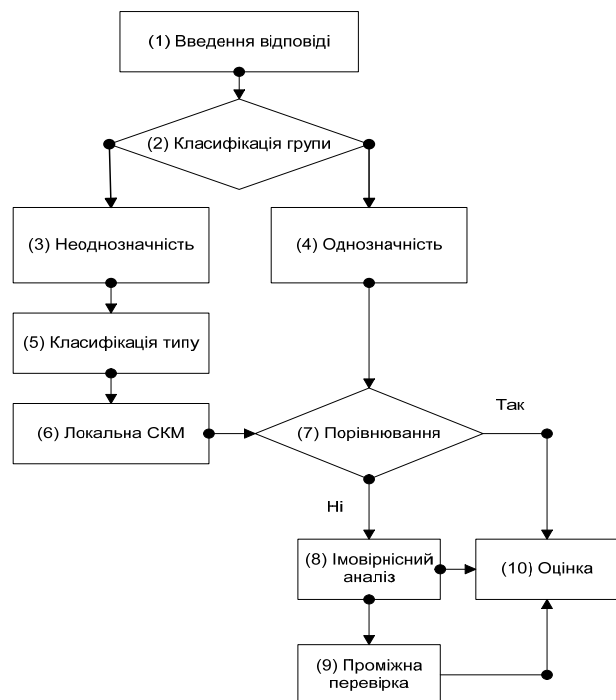 (1) Введення відповіді
(2) Класифікація групи
(3) Неоднозначність
(4) Однозначність
(5) Класифікація типу
(6) Локальна СКМ
(7) Порівнювання
Так
Ні
(8) Імовірнісний
аналіз
(10) Оцінка
(9) Проміжна
перевірка